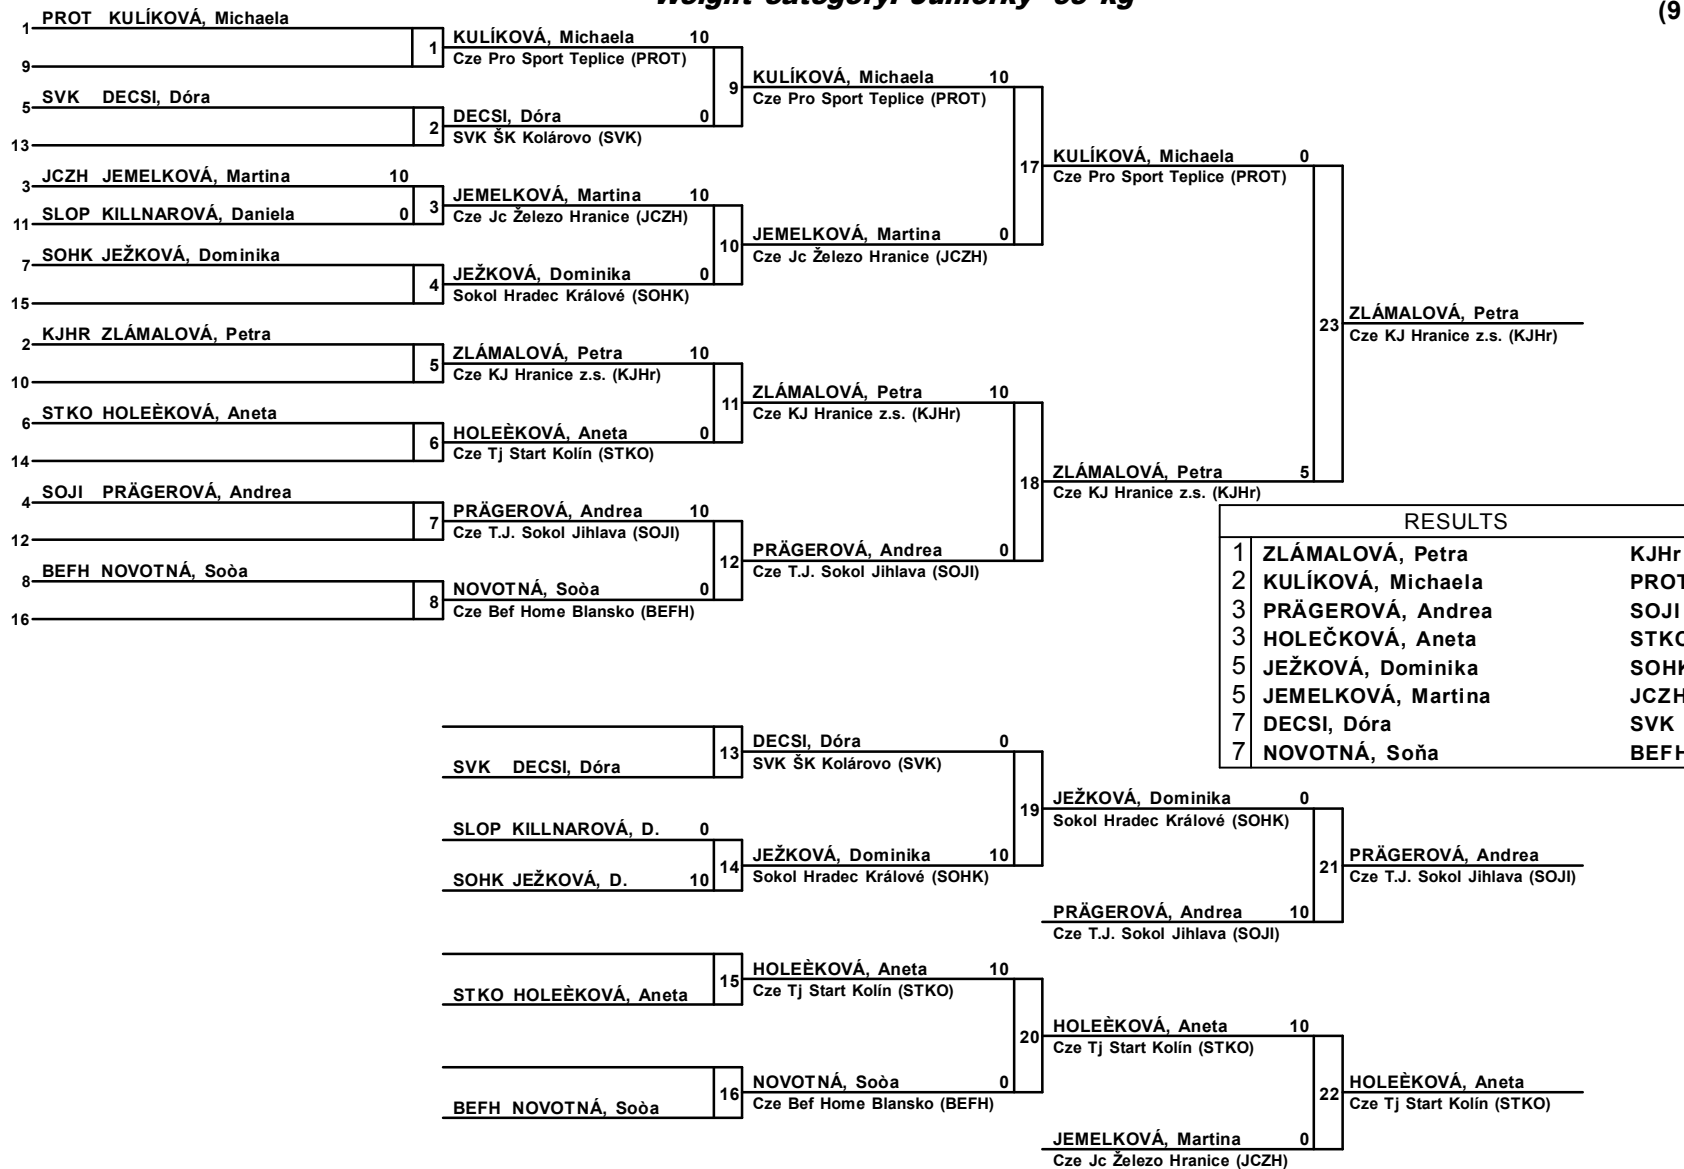 (9
1 PROT KULÍKOVÁ, Michaela
9
1 KULÍKOVÁ, Michaela 10
Cze Pro Sport Teplice (PROT)
5 SVK DECSI, Dóra
13
2 DECSI, Dóra 0
SVK ŠK Kolárovo (SVK)
9 KULÍKOVÁ, Michaela 10
Cze Pro Sport Teplice (PROT)
3 JCZH JEMELKOVÁ, Martina 10
11 SLOP KILLNAROVÁ, Daniela 0
3 JEMELKOVÁ, Martina 10
Cze Jc Železo Hranice (JCZH)
7 SOHK JEŽKOVÁ, Dominika
15
4 JEŽKOVÁ, Dominika 0
Sokol Hradec Králové (SOHK)
10 JEMELKOVÁ, Martina 0
Cze Jc Železo Hranice (JCZH)
17 KULÍKOVÁ, Michaela 0
Cze Pro Sport Teplice (PROT)
2 KJHR ZLÁMALOVÁ, Petra
10
5 ZLÁMALOVÁ, Petra 10
Cze KJ Hranice z.s. (KJHr)
6 STKO HOLEÈKOVÁ, Aneta
14
6 HOLEÈKOVÁ, Aneta 0
Cze Tj Start Kolín (STKO)
11 ZLÁMALOVÁ, Petra 10
Cze KJ Hranice z.s. (KJHr)
4 SOJI PRÄGEROVÁ, Andrea
12
7 PRÄGEROVÁ, Andrea 10
Cze T.J. Sokol Jihlava (SOJI)
8 BEFH NOVOTNÁ, Soòa
16
8 NOVOTNÁ, Soòa 0
Cze Bef Home Blansko (BEFH)
12 PRÄGEROVÁ, Andrea 0
Cze T.J. Sokol Jihlava (SOJI)
18 ZLÁMALOVÁ, Petra 5
Cze KJ Hranice z.s. (KJHr)
23 ZLÁMALOVÁ, Petra
Cze KJ Hranice z.s. (KJHr)
RESULTS
1 ZLÁMALOVÁ, Petra KJHr
2 KULÍKOVÁ, Michaela PROT
3 PRÄGEROVÁ, Andrea SOJI
3 HOLEČKOVÁ, Aneta STKO
5 JEŽKOVÁ, Dominika SOHK
5 JEMELKOVÁ, Martina JCZH
7 DECSI, Dóra SVK
7 NOVOTNÁ, Soňa BEFH
SVK DECSI, Dóra
13 DECSI, Dóra 0
SVK ŠK Kolárovo (SVK)
SLOP KILLNAROVÁ, D. 0
SOHK JEŽKOVÁ, D. 10
14 JEŽKOVÁ, Dominika 10
Sokol Hradec Králové (SOHK)
19 JEŽKOVÁ, Dominika 0
Sokol Hradec Králové (SOHK)
PRÄGEROVÁ, Andrea 10
Cze T.J. Sokol Jihlava (SOJI)
21 PRÄGEROVÁ, Andrea
Cze T.J. Sokol Jihlava (SOJI)
STKO HOLEÈKOVÁ, Aneta
15 HOLEÈKOVÁ, Aneta 10
Cze Tj Start Kolín (STKO)
BEFH NOVOTNÁ, Soòa
16 NOVOTNÁ, Soòa 0
Cze Bef Home Blansko (BEFH)
20 HOLEÈKOVÁ, Aneta 10
Cze Tj Start Kolín (STKO)
JEMELKOVÁ, Martina 0
Cze Jc Železo Hranice (JCZH)
22 HOLEÈKOVÁ, Aneta
Cze Tj Start Kolín (STKO)